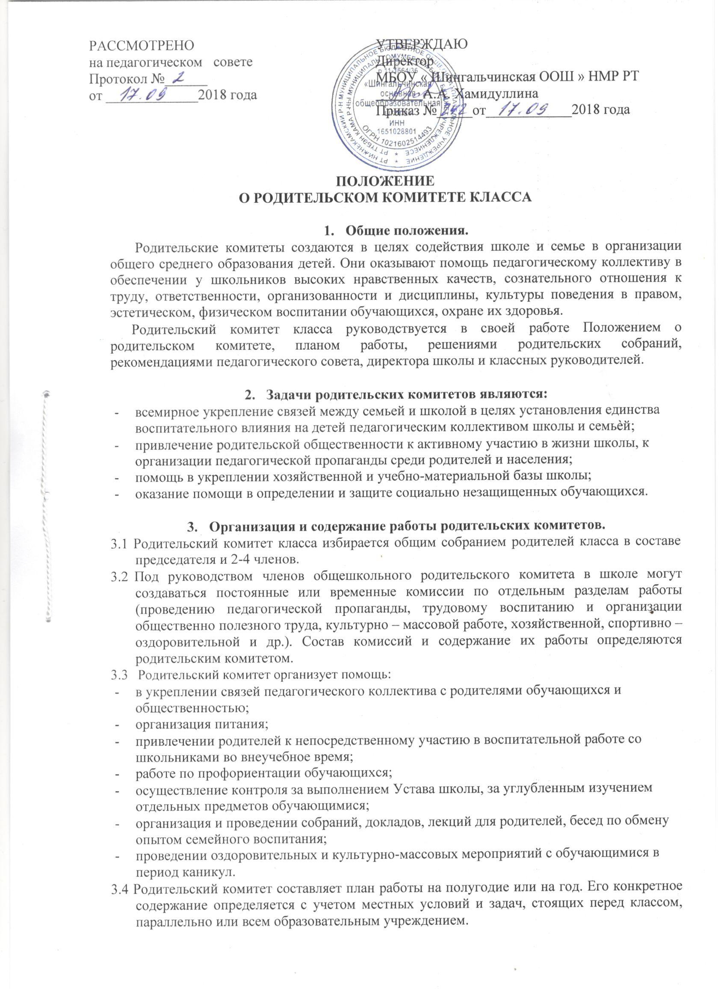 РАССМОТРЕНО
на педагогическом совете
Протокол № 2
от 17.09 2018 года
УТВЕРЖДАЮ
Директор
МБОУ « Шингальчинская ООШ » НМР РТ
А.А. Хамидуллина
Приказ № 242 от 17.09 2018 года
«Шингальчинская
основная
общеобразовательная
школа»
ИНН
1651028801
ОГРН 1021602514493
ПОЛОЖЕНИЕ
О РОДИТЕЛЬСКОМ КОМИТЕТЕ КЛАССА
1. Общие положения.
Родительские комитеты создаются в целях содействия школе и семье в организации
общего среднего образования детей. Они оказывают помощь педагогическому коллективу в
обеспечении у школьников высоких нравственных качеств, сознательного отношения к
труду, ответственности, организованности и дисциплины, культуры поведения в правом,
эстетическом, физическом воспитании обучающихся, охране их здоровья.
Родительский комитет класса руководствуется в своей работе Положением о
родительском комитете, планом работы, решениями родительских собраний,
рекомендациями педагогического совета, директора школы и классных руководителей.
2. Задачи родительских комитетов являются:
- всемирное укрепление связей между семьей и школой в целях установления единства
воспитательного влияния на детей педагогическим коллективом школы и семьѐй;
- привлечение родительской общественности к активному участию в жизни школы, к
организации педагогической пропаганды среди родителей и населения;
- помощь в укреплении хозяйственной и учебно-материальной базы школы;
- оказание помощи в определении и защите социально незащищенных обучающихся.
3. Организация и содержание работы родительских комитетов.
3.1 Родительский комитет класса избирается общим собранием родителей класса в составе
председателя и 2-4 членов.
3.2 Под руководством членов общешкольного родительского комитета в школе могут
создаваться постоянные или временные комиссии по отдельным разделам работы
(проведению педагогической пропаганды, трудовому воспитанию и организации
общественно полезного труда, культурно – массовой работе, хозяйственной, спортивно –
оздоровительной и др.). Состав комиссий и содержание их работы определяются
родительским комитетом.
3.3 Родительский комитет организует помощь:
- в укреплении связей педагогического коллектива с родителями обучающихся и
общественностью;
- организация питания;
- привлечении родителей к непосредственному участию в воспитательной работе со
школьниками во внеучебное время;
- работе по профориентации обучающихся;
- осуществление контроля за выполнением Устава школы, за углубленным изучением
отдельных предметов обучающимися;
- организация и проведении собраний, докладов, лекций для родителей, бесед по обмену
опытом семейного воспитания;
- проведении оздоровительных и культурно-массовых мероприятий с обучающимися в
период каникул.
3.4 Родительский комитет составляет план работы на полугодие или на год. Его конкретное
содержание определяется с учетом местных условий и задач, стоящих перед классом,
параллельно или всем образовательным учреждением.